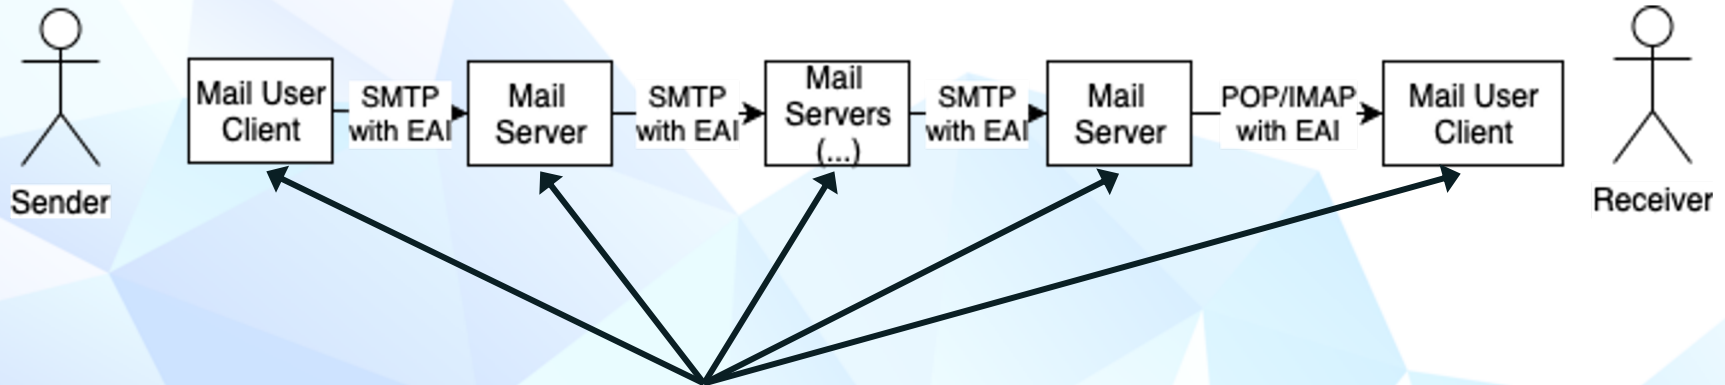 Sender
Mail User
Client
SMTP
with EAI
Mail
Server
SMTP
with EAI
Mail
Servers
(...)
SMTP
with EAI
Mail
Server
POP/IMAP
with EAI
Mail User
Client
Receiver